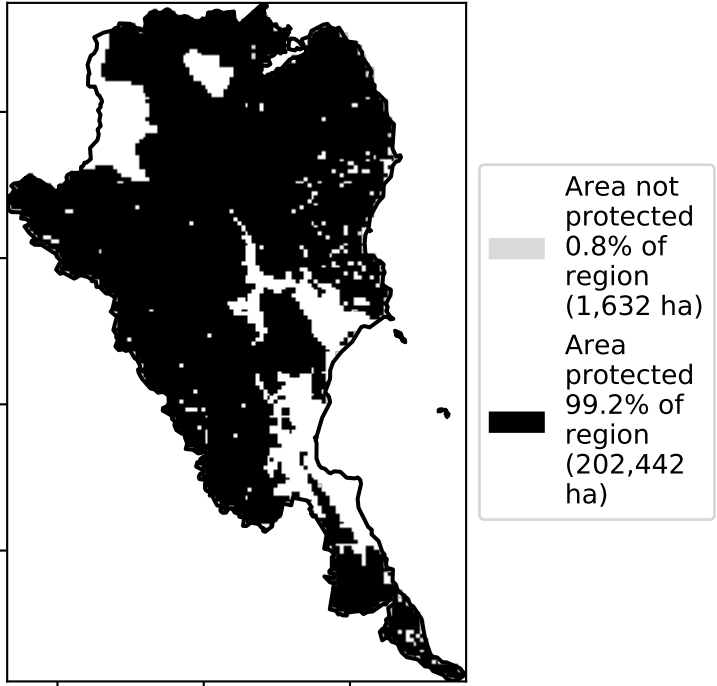 Area not
protected
0.8% of
region
(1,632 ha)
Area
protected
99.2% of
region
(202,442
ha)